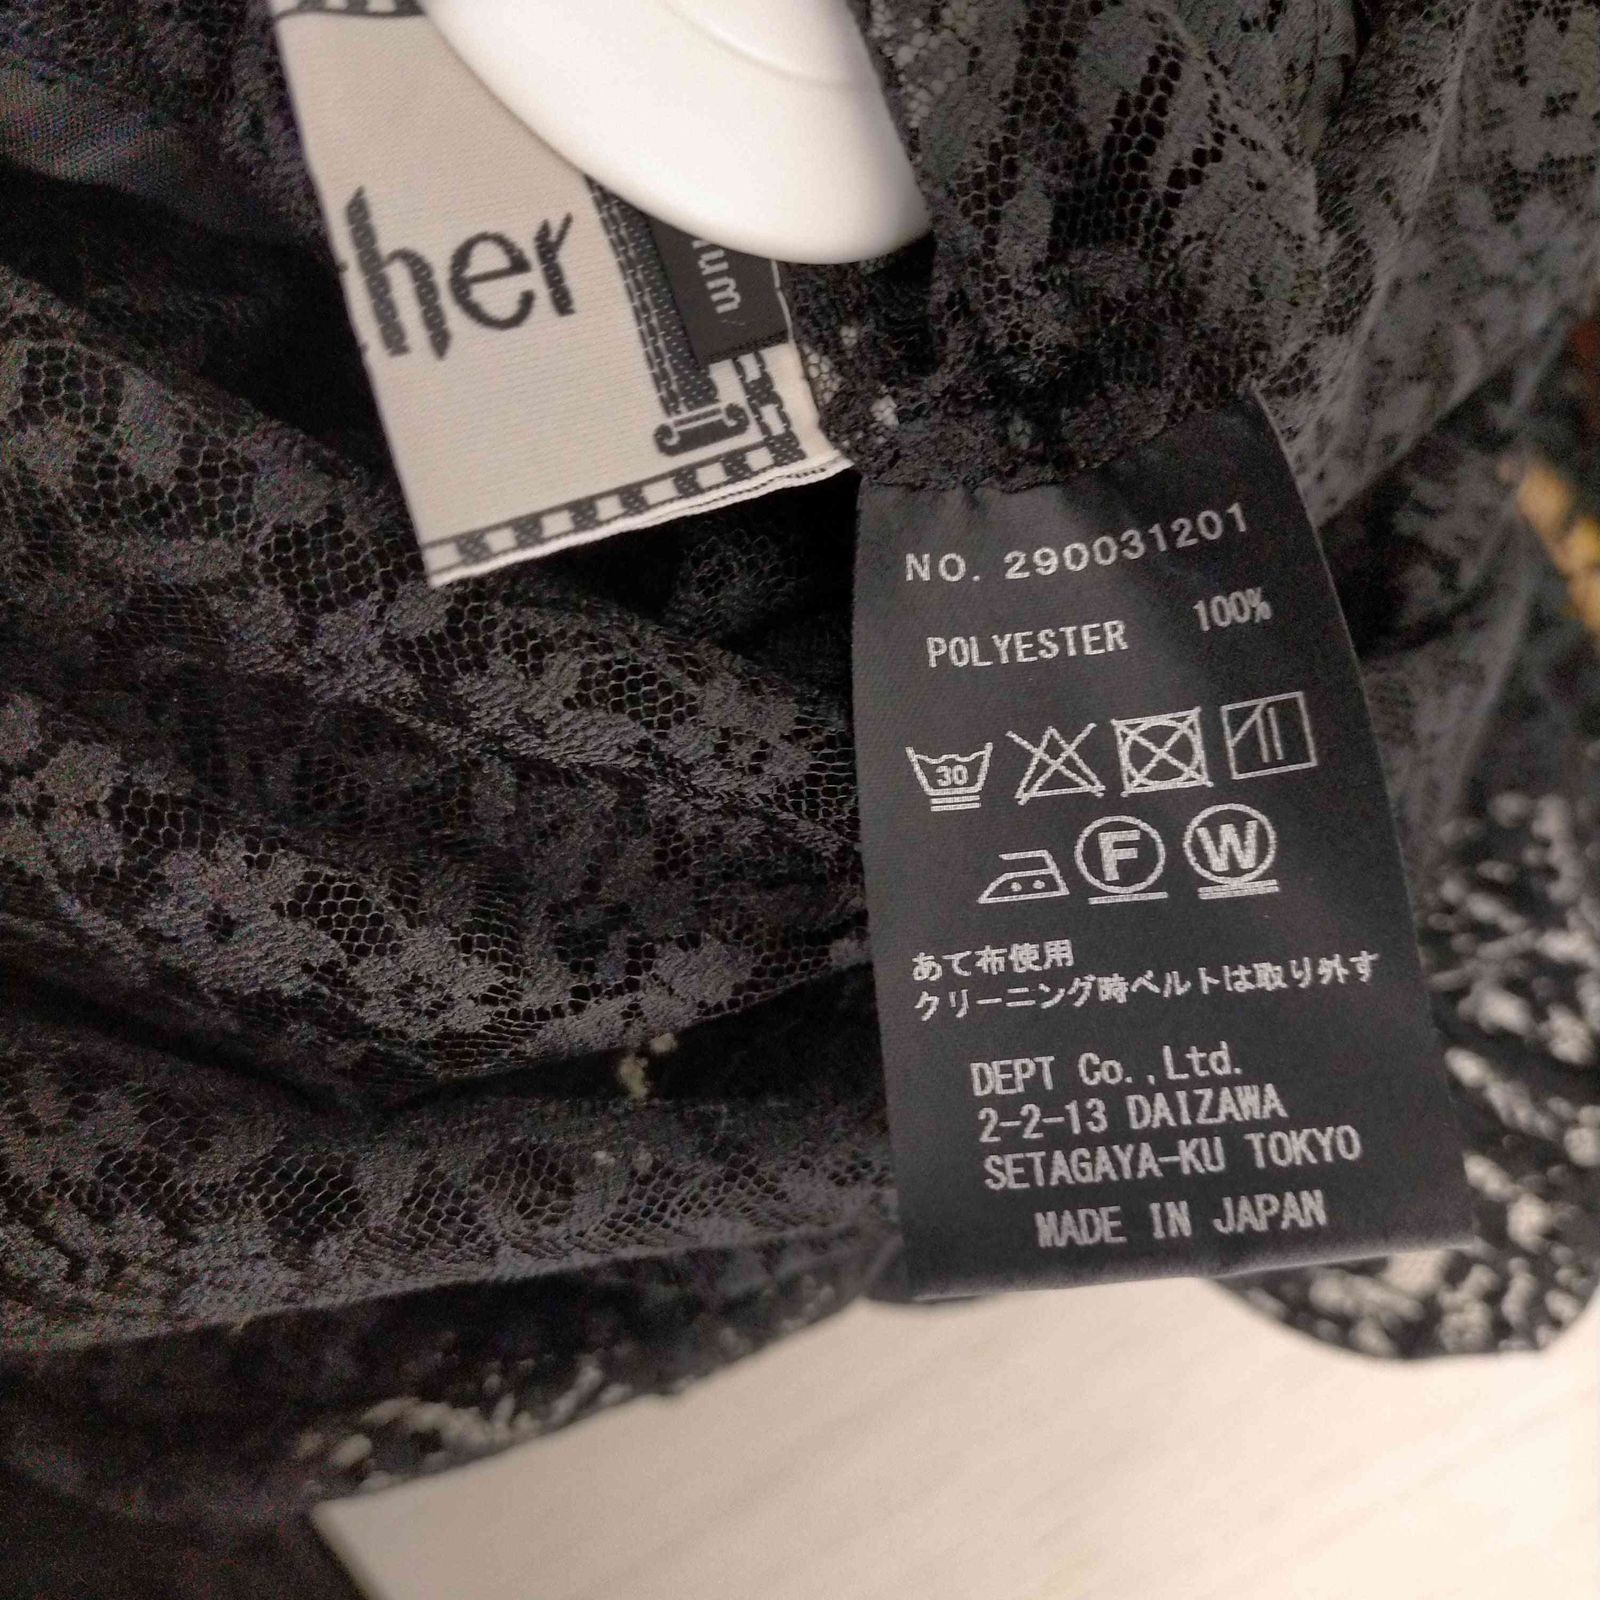 her
NO. 290031201
POLYESTER 100%
30
F W
あて布使用
クリーニング時ベルトは取り外す
DEPT Co.,Ltd.
2-2-13 DAIZAWA
SETAGAYA-KU TOKYO
MADE IN JAPAN